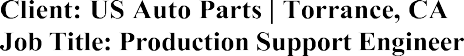 Client: US Auto Parts | Torrance, CA
Job Title: Production Support Engineer